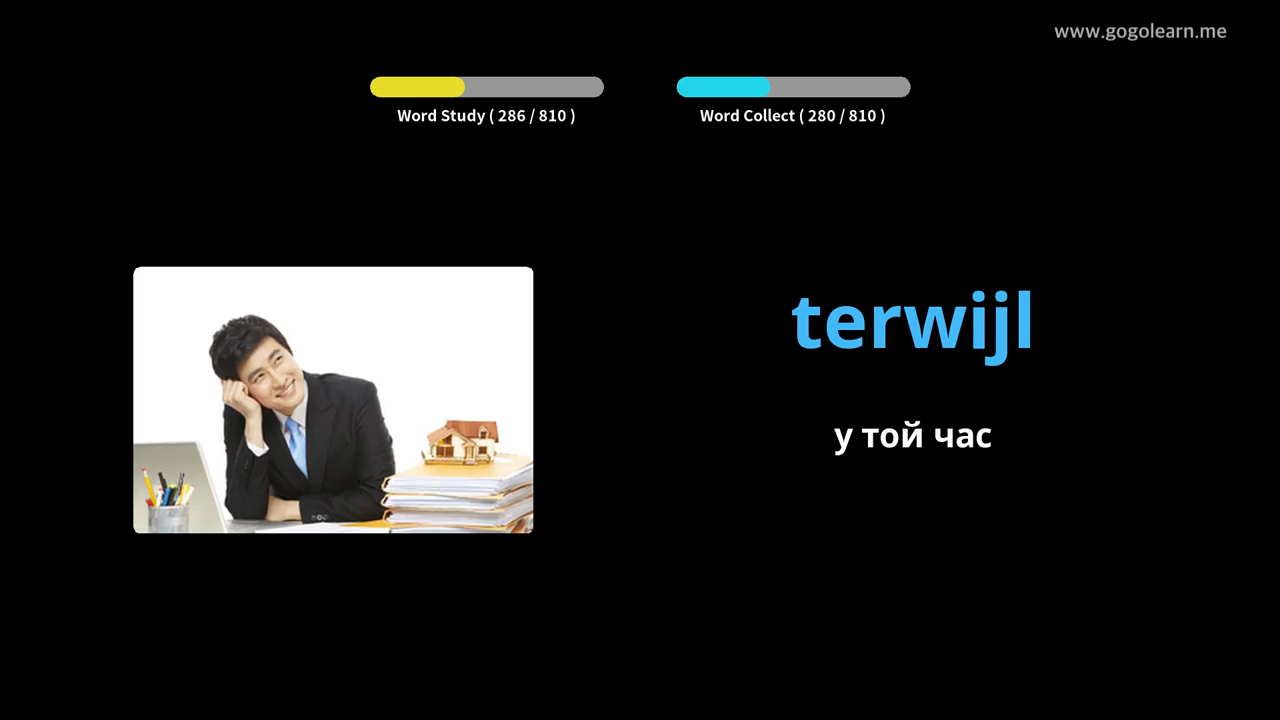 www.gogolearn.me
Word Study ( 286 / 810 )
Word Collect ( 280 / 810 )
terwijl
у той час